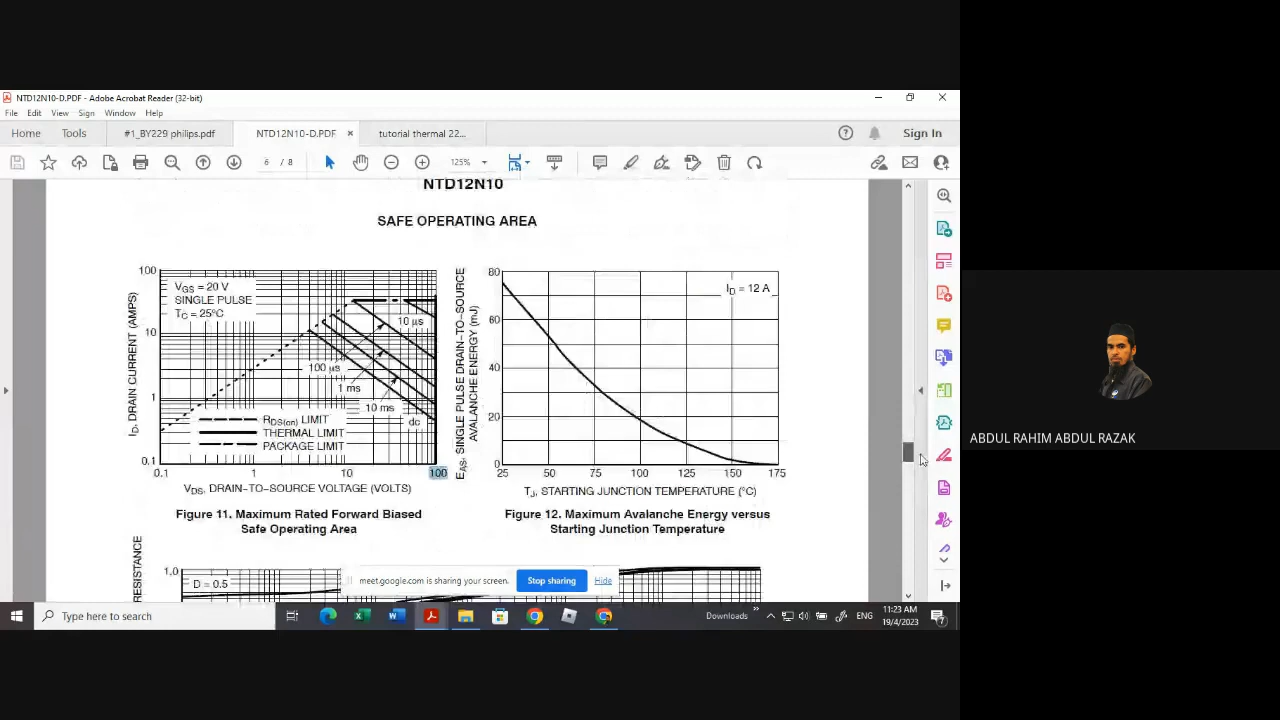 NTD12N10-D.PDF - Adobe Acrobat Reader (32-bit)
File Edit View Sign Window Help
Home Tools #1_BY229 philips.pdf NTD12N10-D.PDF × tutorial thermal 22... Sign In
6 / 8 125%
NTD12N10
SAFE OPERATING AREA
100
10
1
0.1
ID, DRAIN CURRENT (AMPS)
VGS = 20 V
SINGLE PULSE
TC = 25°C
10 µs
100 µs
1 ms
10 ms
dc
RDS(on) LIMIT
THERMAL LIMIT
PACKAGE LIMIT
0.1 1 10 100
VDS, DRAIN-TO-SOURCE VOLTAGE (VOLTS)
Figure 11. Maximum Rated Forward Biased
Safe Operating Area
EAS, SINGLE PULSE DRAIN-TO-SOURCE
AVALANCHE ENERGY (mJ)
80
60
40
20
0
ID = 12 A
25 50 75 100 125 150 175
TJ, STARTING JUNCTION TEMPERATURE (°C)
Figure 12. Maximum Avalanche Energy versus
Starting Junction Temperature
RESISTANCE
1.0
D = 0.5
meet.google.com is sharing your screen. Stop sharing Hide
Type here to search
Downloads
ENG
11:23 AM
19/4/2023
7
ABDUL RAHIM ABDUL RAZAK